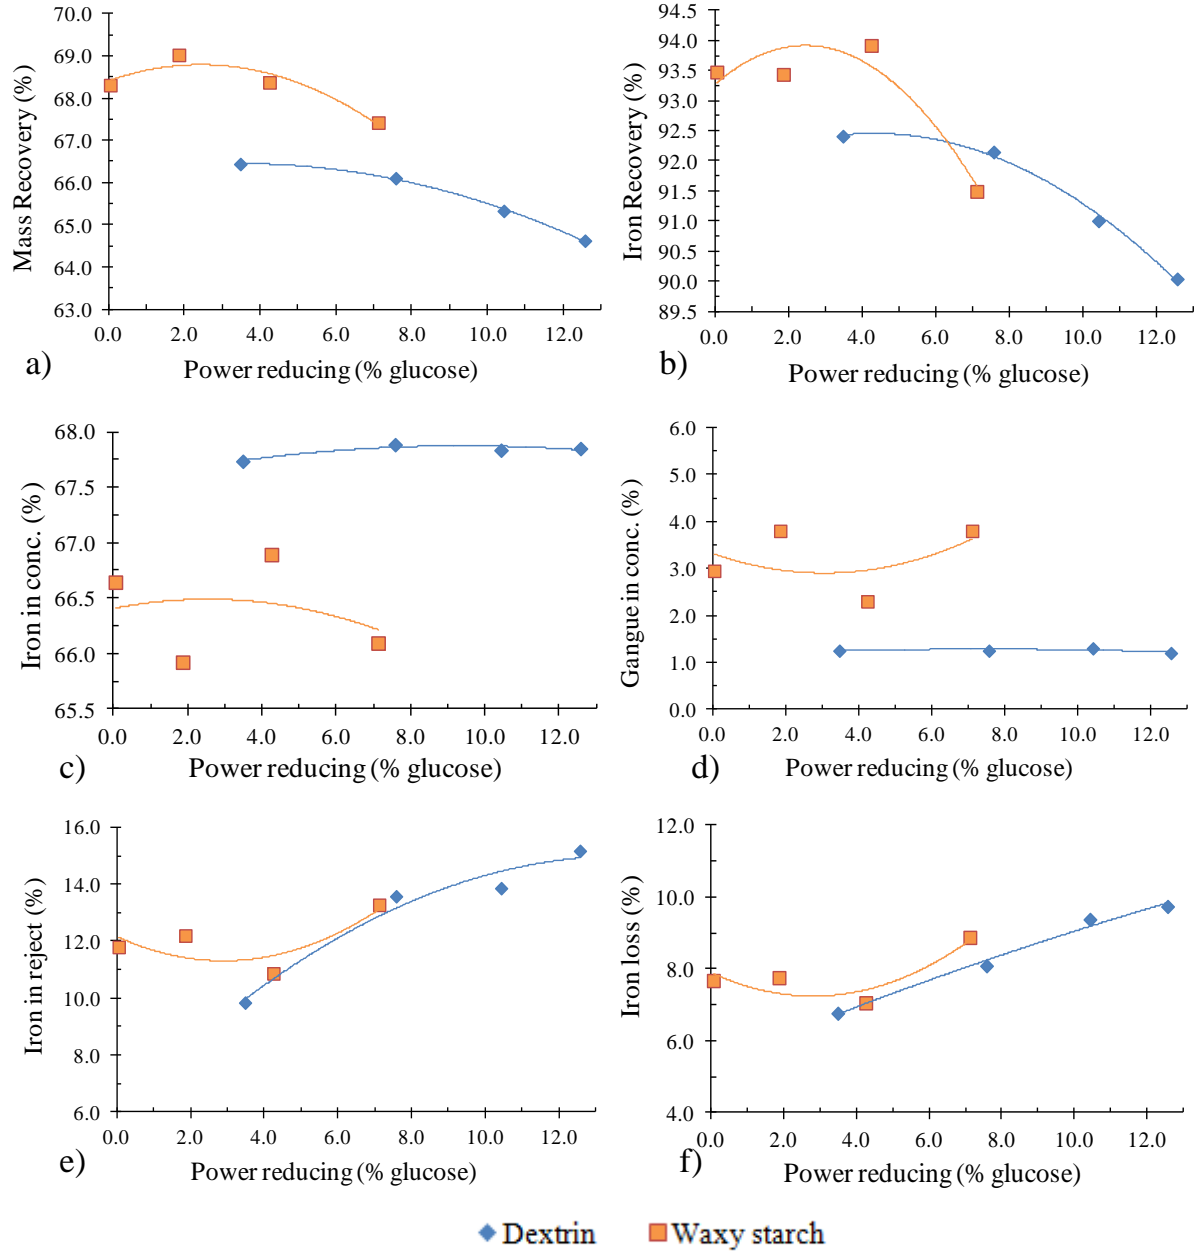 70.0
69.0
68.0
67.0
66.0
65.0
64.0
63.0
Mass Recovery (%)
0.0 2.0 4.0 6.0 8.0 10.0 12.0
Power reducing (% glucose)
a)
94.5
94.0
93.5
93.0
92.5
92.0
91.5
91.0
90.5
90.0
89.5
Iron Recovery (%)
0.0 2.0 4.0 6.0 8.0 10.0 12.0
Power reducing (% glucose)
b)
68.0
67.5
67.0
66.5
66.0
65.5
Iron in conc. (%)
0.0 2.0 4.0 6.0 8.0 10.0 12.0
Power reducing (% glucose)
c)
6.0
5.0
4.0
3.0
2.0
1.0
0.0
Gangue in conc. (%)
0.0 2.0 4.0 6.0 8.0 10.0 12.0
Power reducing (% glucose)
d)
16.0
14.0
12.0
10.0
8.0
6.0
Iron in reject (%)
0.0 2.0 4.0 6.0 8.0 10.0 12.0
Power reducing (% glucose)
e)
12.0
10.0
8.0
6.0
4.0
Iron loss (%)
0.0 2.0 4.0 6.0 8.0 10.0 12.0
Power reducing (% glucose)
f)
Dextrin Waxy starch